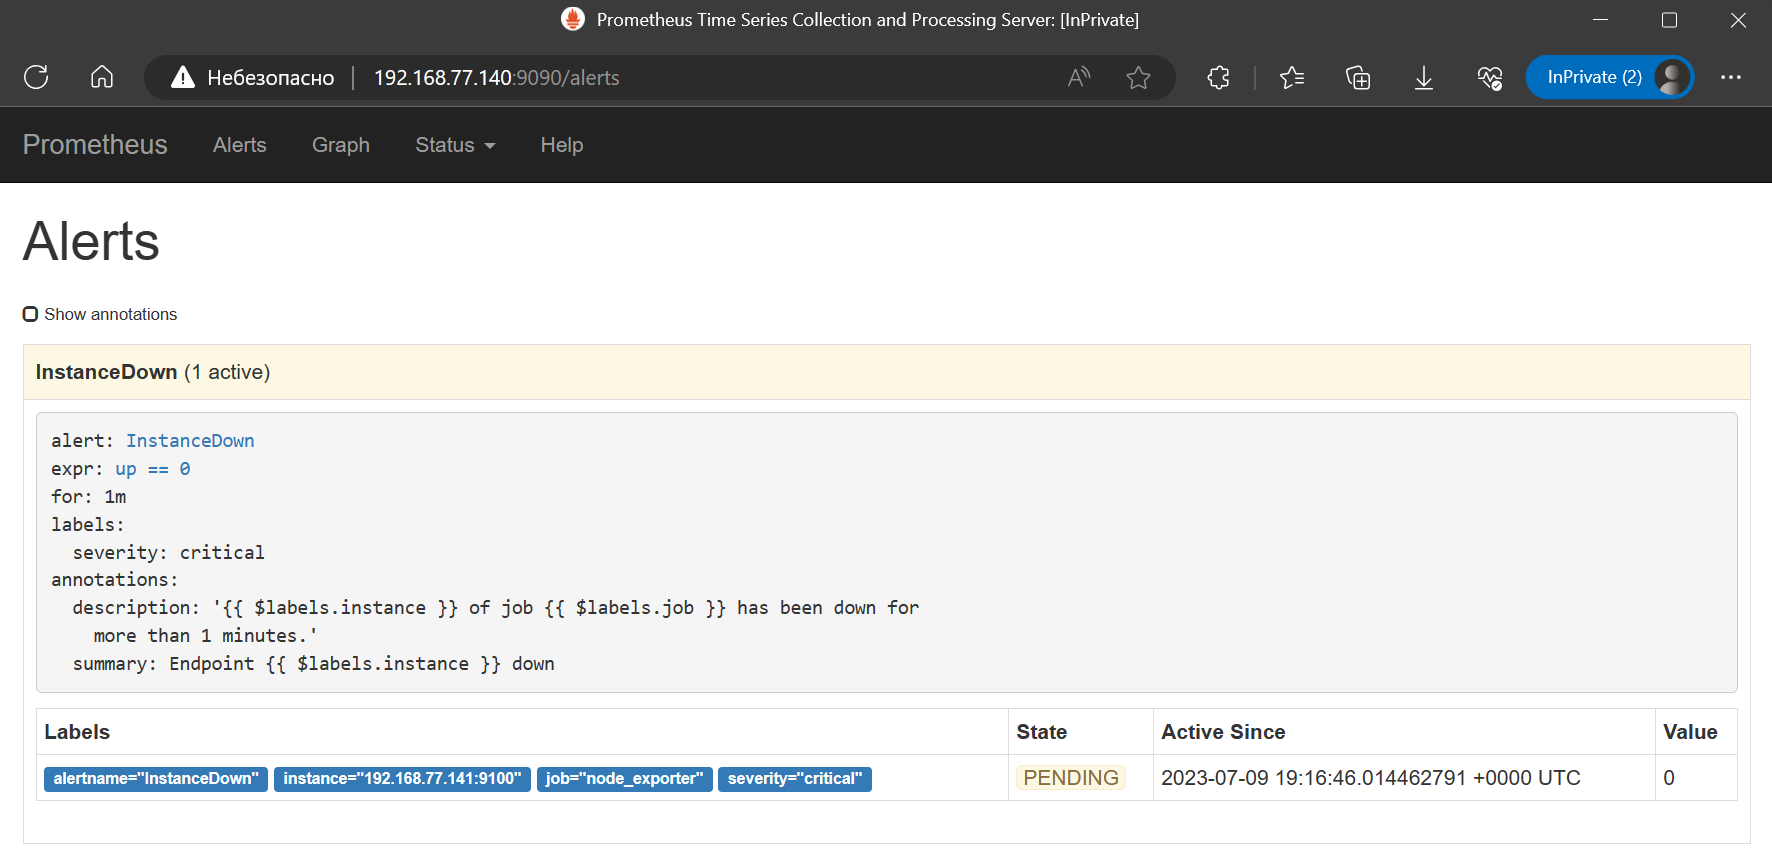 Prometheus Time Series Collection and Processing Server: [InPrivate]
Небезопасно 192.168.77.140:9090/alerts InPrivate (2)
Prometheus Alerts Graph Status Help
Alerts
Show annotations
InstanceDown (1 active)
alert: InstanceDown
expr: up == 0
for: 1m
labels:
  severity: critical
annotations:
  description: '{{ $labels.instance }} of job {{ $labels.job }} has been down for
    more than 1 minutes.'
  summary: Endpoint {{ $labels.instance }} down
Labels State Active Since Value
alertname="InstanceDown" instance="192.168.77.141:9100" job="node_exporter" severity="critical" PENDING 2023-07-09 19:16:46.014462791 +0000 UTC 0